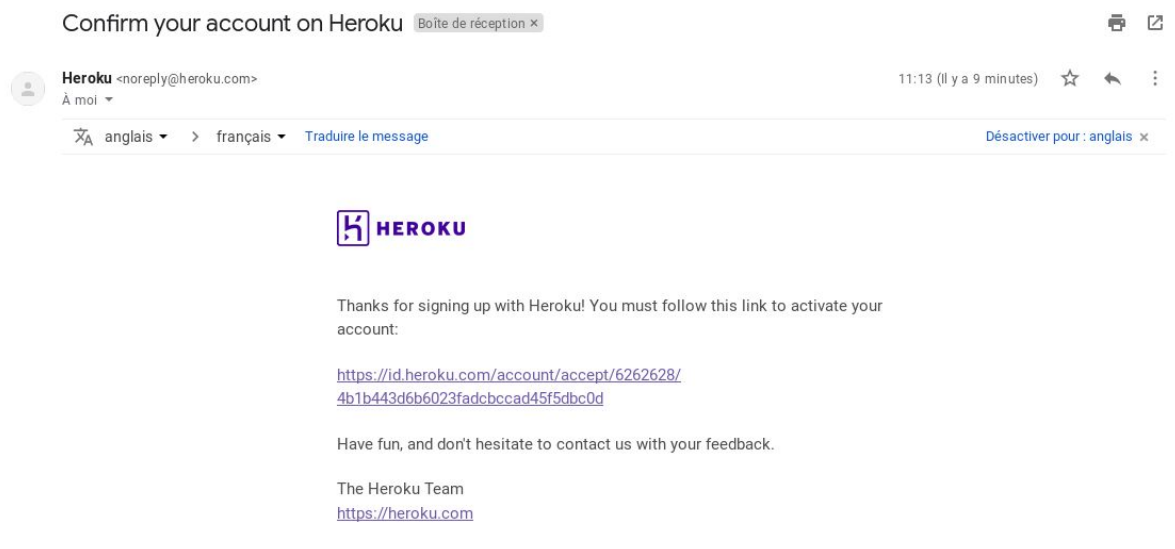 Confirm your account on Heroku Boîte de réception ×
Heroku <noreply@heroku.com> 11:13 (Il y a 9 minutes)
À moi
anglais > français Traduire le message Désactiver pour : anglais ×
HEROKU
Thanks for signing up with Heroku! You must follow this link to activate your
account:
https://id.heroku.com/account/accept/6262628/
4b1b443d6b6023fadcbccad45f5dbc0d
Have fun, and don't hesitate to contact us with your feedback.
The Heroku Team
https://heroku.com